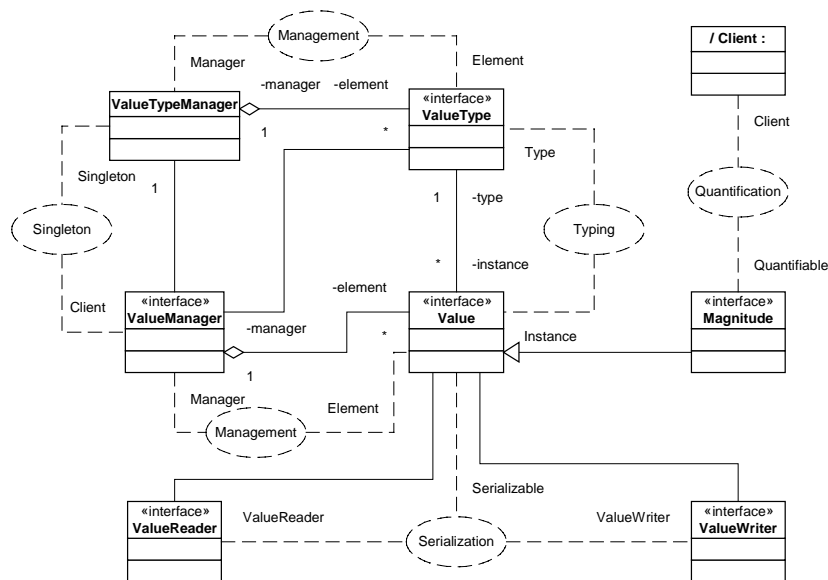 Management
/ Client :
Manager
Element
-manager
-element
«interface»
ValueType
ValueTypeManager
1
*
Client
Type
Singleton
1
1
-type
Quantification
Singleton
Typing
*
-instance
Quantifiable
-element
Client
«interface»
ValueManager
«interface»
Value
«interface»
Magnitude
-manager
*
Instance
1
Manager
Element
Management
Serializable
«interface»
ValueReader
ValueReader
ValueWriter
«interface»
ValueWriter
Serialization